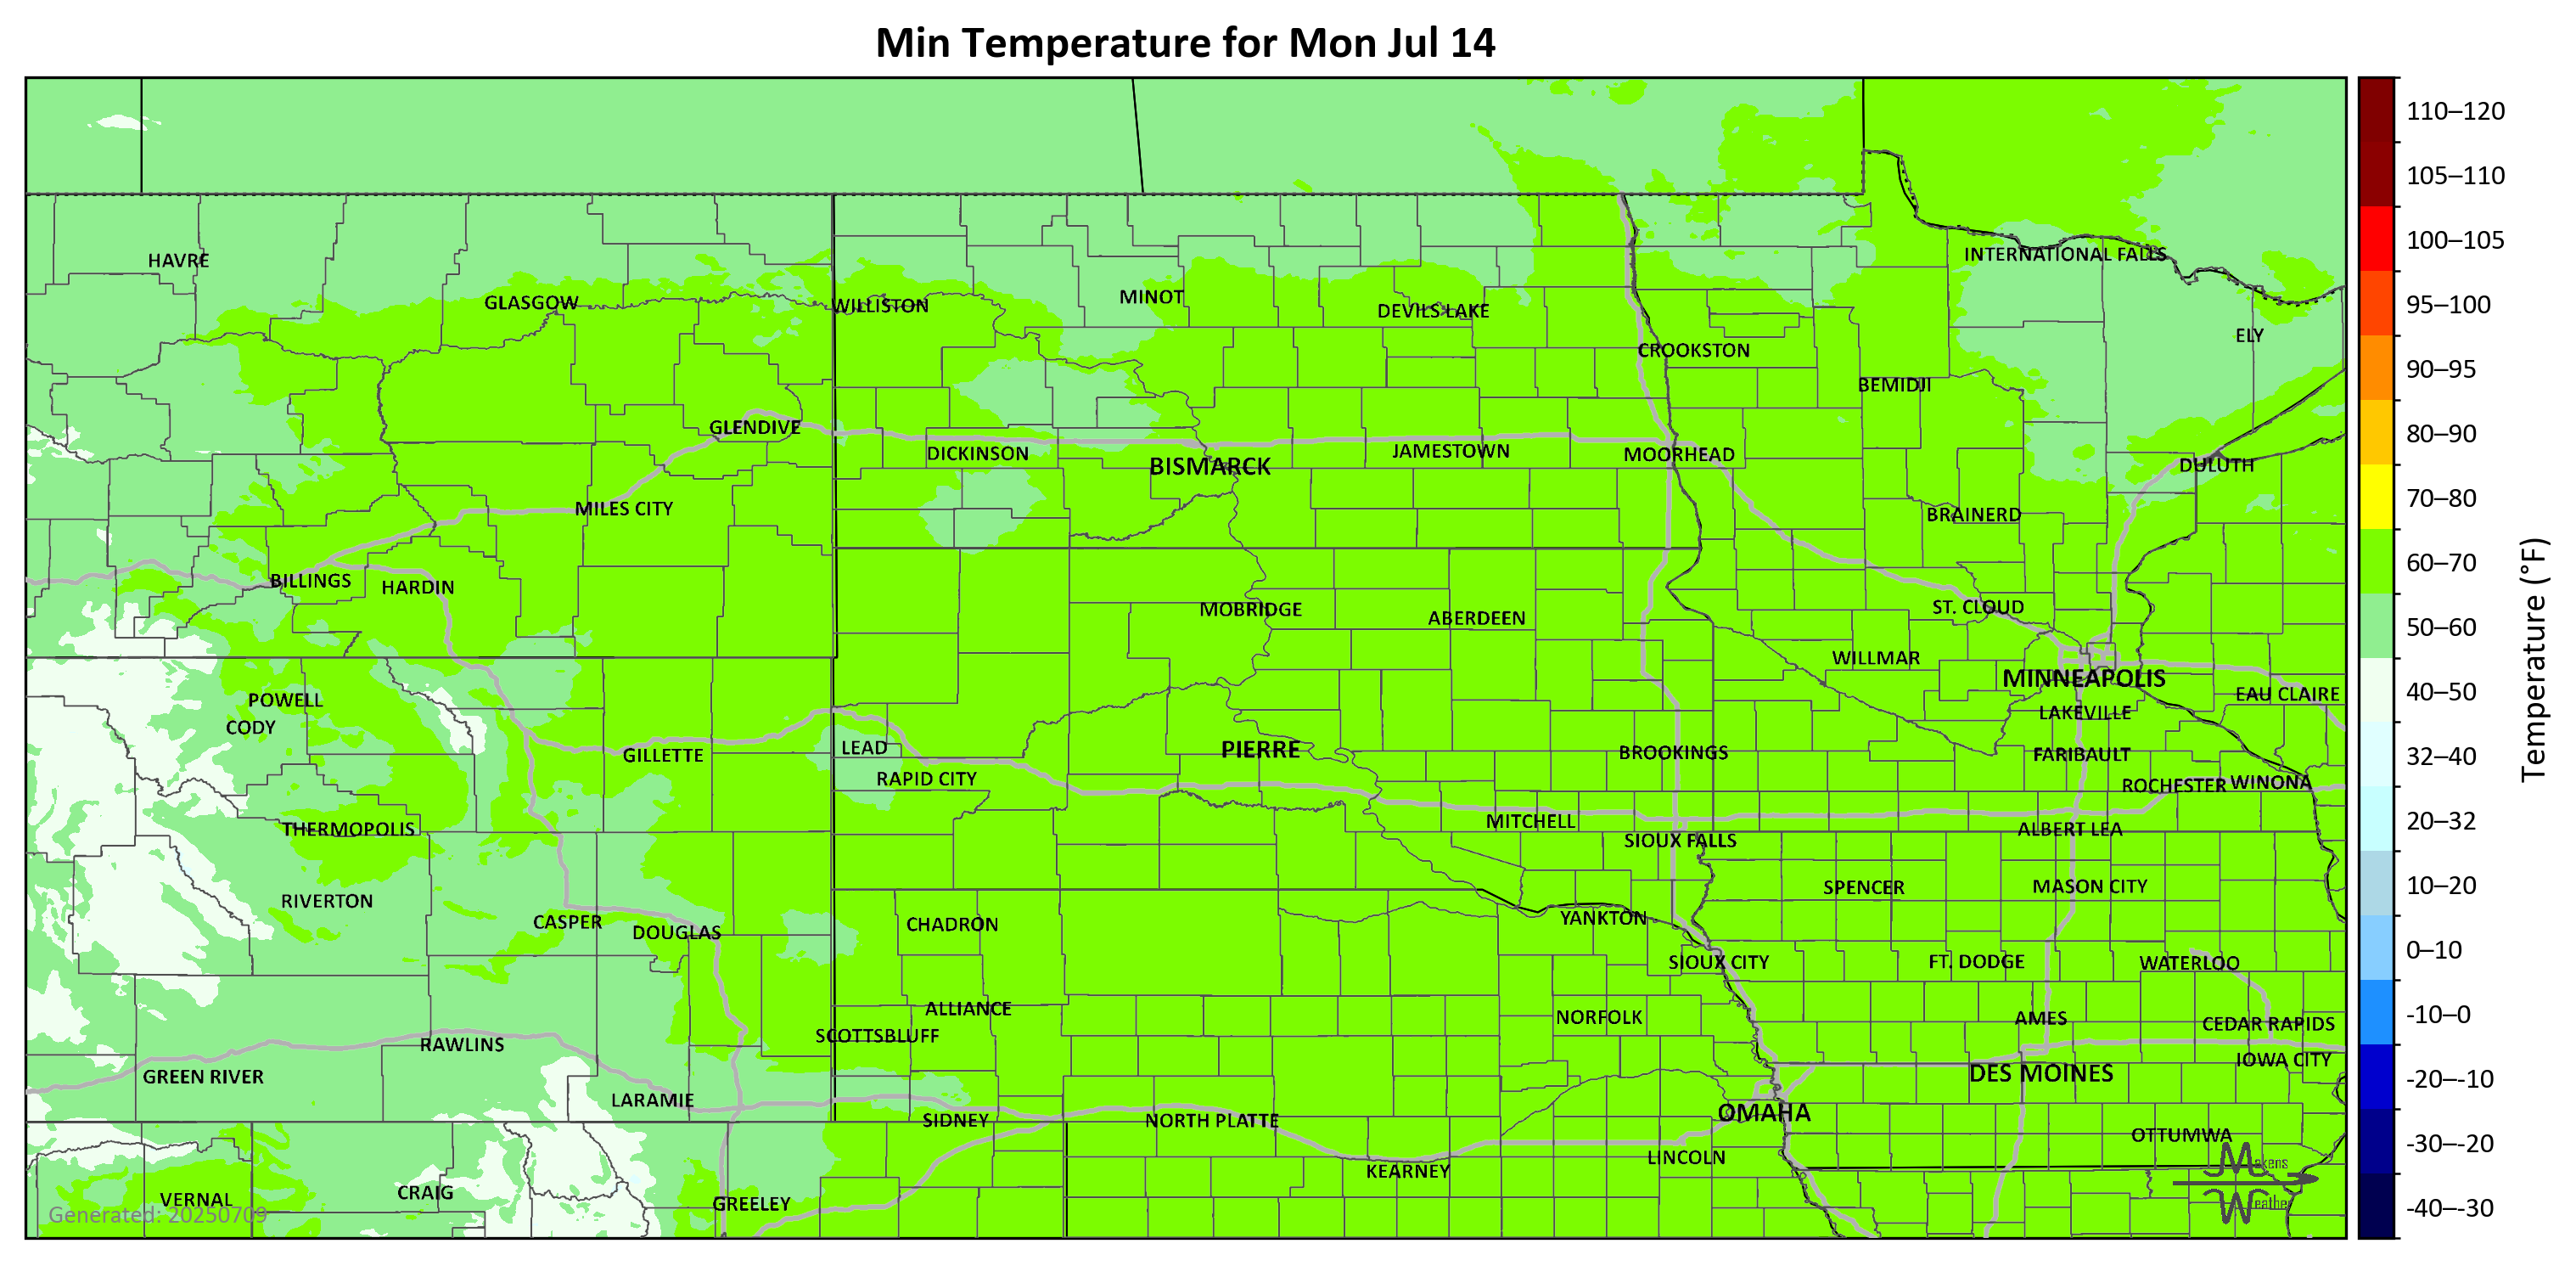 Min Temperature for Mon Jul 14
110–120
105–110
100–105
95–100
90–95
80–90
70–80
60–70
50–60
40–50
32–40
20–32
10–20
0–10
-10–0
-20–-10
-30–-20
-40–-30
Temperature (°F)
HAVRE
INTERNATIONAL FALLS
GLASGOW
WILLISTON
MINOT
DEVILS LAKE
ELY
CROOKSTON
BEMIDJI
GLENDIVE
DICKINSON
BISMARCK
JAMESTOWN
MOORHEAD
DULUTH
MILES CITY
BRAINERD
BILLINGS
HARDIN
MOBRIDGE
ABERDEEN
ST. CLOUD
WILLMAR
MINNEAPOLIS
POWELL
EAU CLAIRE
CODY
LAKEVILLE
GILLETTE
LEAD
PIERRE
BROOKINGS
FARIBAULT
RAPID CITY
ROCHESTER
WINONA
THERMOPOLIS
MITCHELL
ALBERT LEA
SIOUX FALLS
RIVERTON
SPENCER
MASON CITY
CASPER
DOUGLAS
CHADRON
YANKTON
SIOUX CITY
FT. DODGE
WATERLOO
ALLIANCE
NORFOLK
AMES
CEDAR RAPIDS
SCOTTSBLUFF
RAWLINS
IOWA CITY
GREEN RIVER
DES MOINES
LARAMIE
SIDNEY
NORTH PLATTE
OMAHA
OTTUMWA
KEARNEY
LINCOLN
VERNAL
CRAIG
GREELEY
Generated: 20250709
Makens
Weather